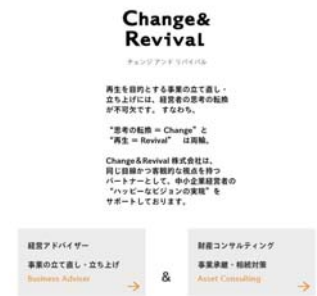 Change&
Revival
チェンジ アンド リバイバル
再生を目的とする事業の立て直し・
立ち上げには、経営者の思考の転換
が不可欠です。すなわち、
“思考の転換 ＝ Change”と
“再生 ＝ Revival” は両輪。
Change＆Revival 株式会社は、
同じ目線かつ客観的な視点を持つ
パートナーとして、中小企業経営者の
“ハッピーなビジョンの実現”を
サポートしております。
経営アドバイザー
事業の立て直し・立ち上げ
Business Adviser
&
財産コンサルティング
事業承継・相続対策
Asset Consulting